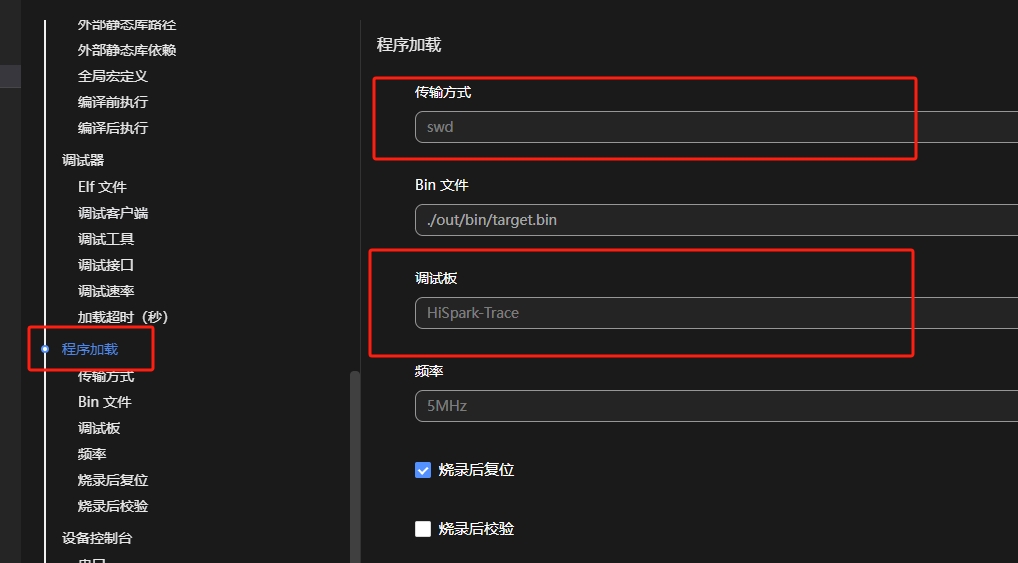 外部静态库路径
外部静态库依赖
全局宏定义
编译前执行
编译后执行
调试器
Elf 文件
调试客户端
调试工具
调试接口
调试速率
加载超时（秒）
程序加载
传输方式
Bin 文件
调试板
频率
烧录后复位
烧录后校验
设备控制台
串口
程序加载
传输方式
swd
Bin 文件
./out/bin/target.bin
调试板
HiSpark-Trace
频率
5MHz
烧录后复位
烧录后校验